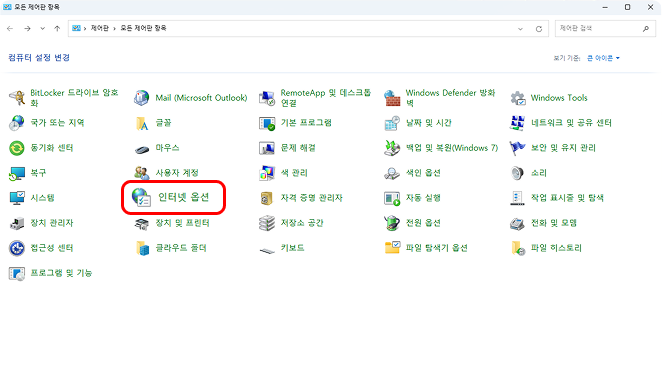 모든 제어판 항목
제어판 > 모든 제어판 항목
제어판 검색
컴퓨터 설정 변경
보기 기준: 큰 아이콘
BitLocker 드라이브 암호화
Mail (Microsoft Outlook)
RemoteApp 및 데스크톱 연결
Windows Defender 방화벽
Windows Tools
국가 또는 지역
글꼴
기본 프로그램
날짜 및 시간
네트워크 및 공유 센터
동기화 센터
마우스
문제 해결
백업 및 복원(Windows 7)
보안 및 유지 관리
복구
사용자 계정
색 관리
색인 옵션
소리
시스템
인터넷 옵션
자격 증명 관리자
자동 실행
작업 표시줄 및 탐색
장치 관리자
장치 및 프린터
저장소 공간
전원 옵션
전화 및 모뎀
접근성 센터
클라우드 폴더
키보드
파일 탐색기 옵션
파일 히스토리
프로그램 및 기능